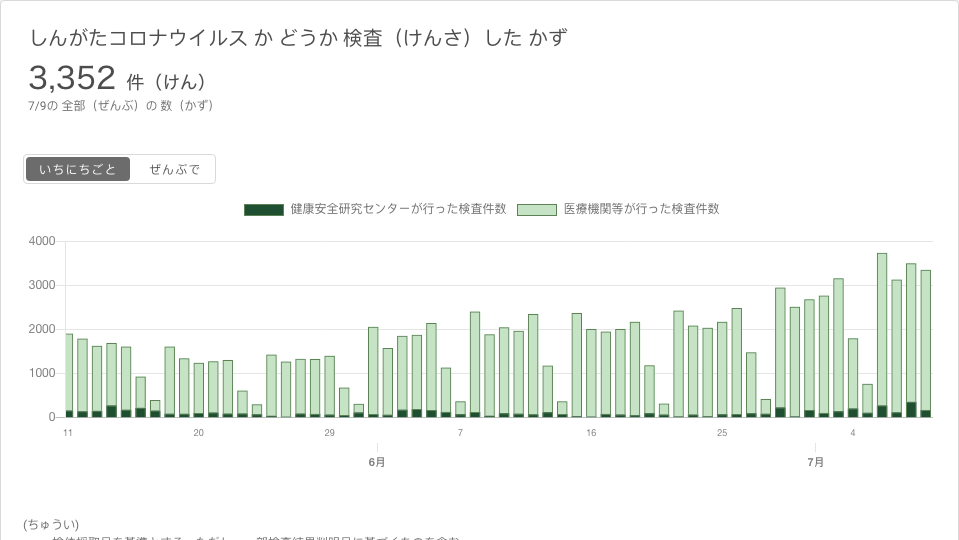 しんがたコロナウイルス か どうか 検査（けんさ）した かず
3,352 件（けん）
7/9の 全部（ぜんぶ）の 数（かず）
いちにちごと ぜんぶで
健康安全研究センターが行った検査件数 医療機関等が行った検査件数
4000
3000
2000
1000
0
11 20 29 7 16 25 4
6月 7月
(ちゅうい)